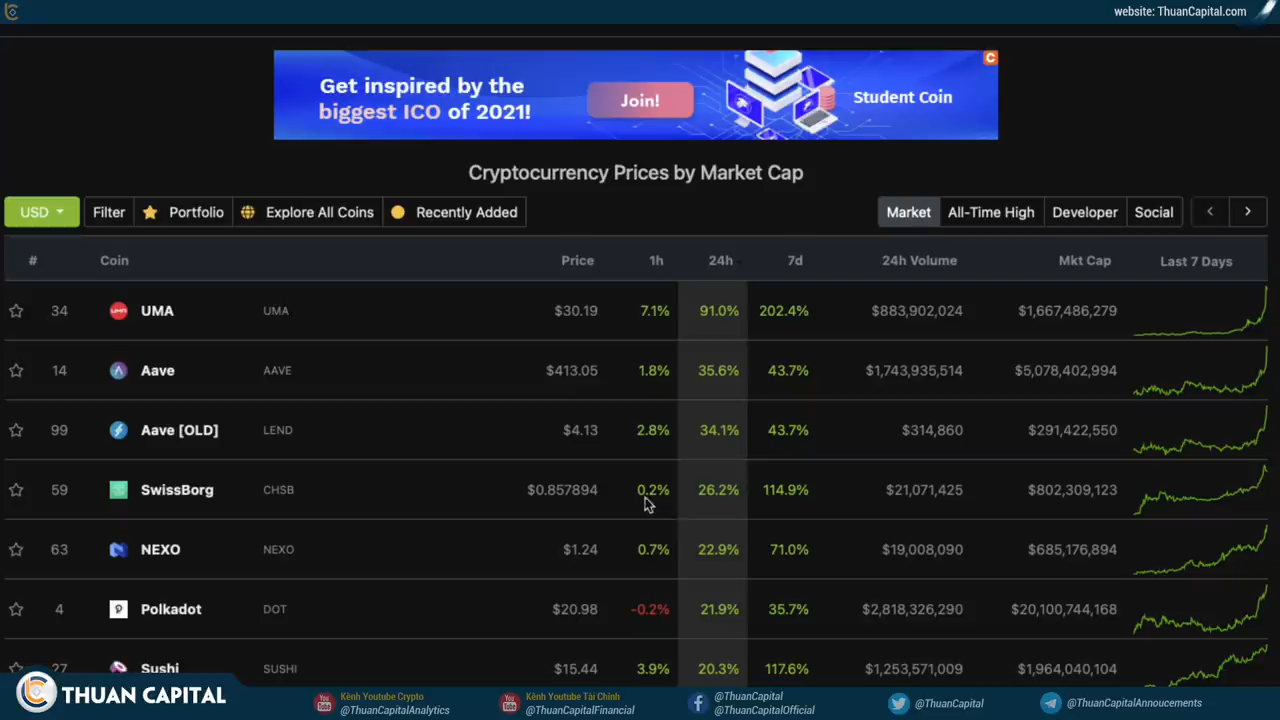 website: ThuanCapital.com
Get inspired by the
biggest ICO of 2021!
Join!
Student Coin
C
Cryptocurrency Prices by Market Cap
USD Filter Portfolio Explore All Coins Recently Added Market All-Time High Developer Social
# Coin Price 1h 24h 7d 24h Volume Mkt Cap Last 7 Days
34 UMA UMA $30.19 7.1% 91.0% 202.4% $883,902,024 $1,667,486,279
14 Aave AAVE $413.05 1.8% 35.6% 43.7% $1,743,935,514 $5,078,402,994
99 Aave [OLD] LEND $4.13 2.8% 34.1% 43.7% $314,860 $291,422,550
59 SwissBorg CHSB $0.857894 0.2% 26.2% 114.9% $21,071,425 $802,309,123
63 NEXO NEXO $1.24 0.7% 22.9% 71.0% $19,008,090 $685,176,894
4 Polkadot DOT $20.98 -0.2% 21.9% 35.7% $2,818,326,290 $20,100,744,168
27 Sushi SUSHI $15.44 3.9% 20.3% 117.6% $1,253,571,009 $1,964,040,104
THUAN CAPITAL
Kênh Youtube Crypto
@ThuanCapitalAnalytics
Kênh Youtube Tài Chính
@ThuanCapitalFinancial
@ThuanCapital
@ThuanCapitalOfficial
@ThuanCapital
@ThuanCapitalAnnoucements